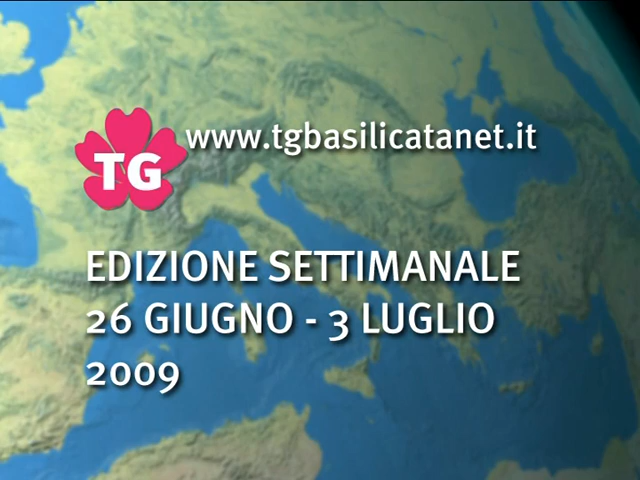 TG
www.tgbasilicatanet.it
EDIZIONE SETTIMANALE
26 GIUGNO - 3 LUGLIO
2009